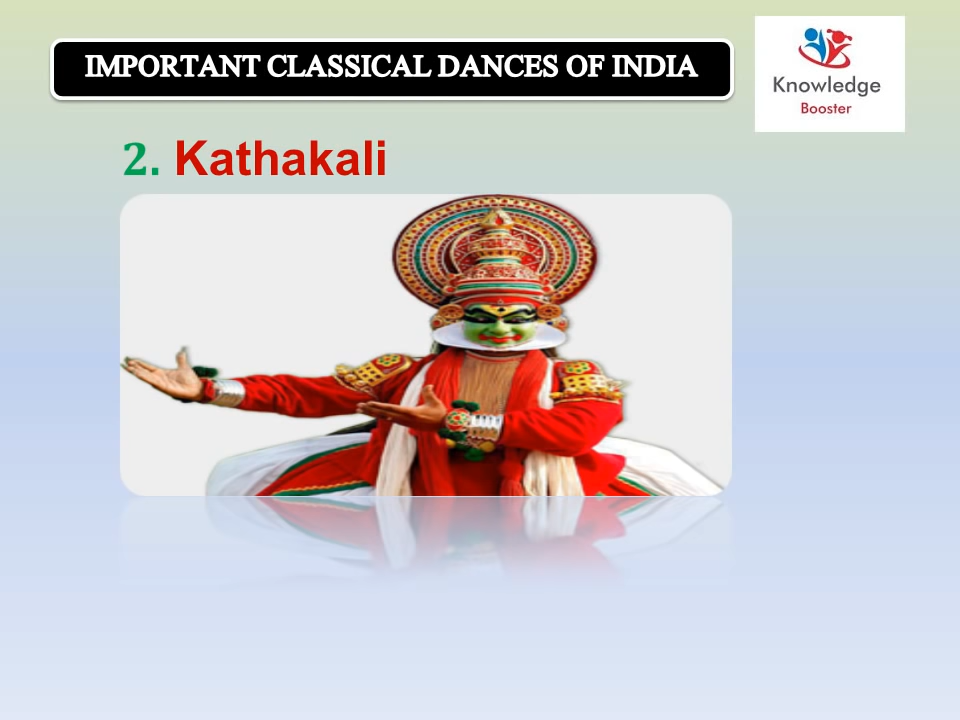 IMPORTANT CLASSICAL DANCES OF INDIA
Knowledge
Booster
2. Kathakali